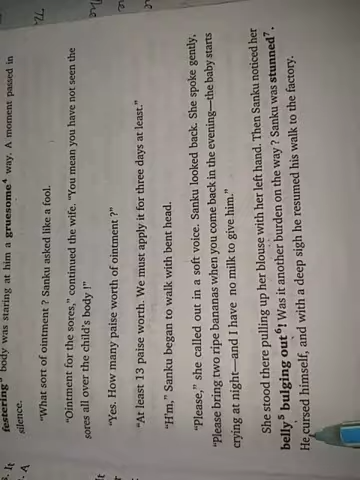 festering³ body was staring at him a gruesome⁴ way. A moment passed in
silence.
"What sort of ointment ? Sanku asked like a fool.
"Ointment for the sores," continued the wife. "You mean you have not seen the
sores all over the child's body !"
"Yes. How many paise worth of ointment ?"
"At least 13 paise worth. We must apply it for three days at least."
"H'm," Sanku began to walk with bent head.
"Please," she called out in a soft voice. Sanku looked back. She spoke gently,
"Please bring two ripe bananas when you come back in the evening—the baby starts
crying at night—and I have no milk to give him."
She stood there pulling up her blouse with her left hand. Then Sanku noticed her
belly⁵ bulging out⁶! Was it another burden on the way ? Sanku was stunned⁷.
He cursed himself, and with a deep sigh he resumed his walk to the factory.